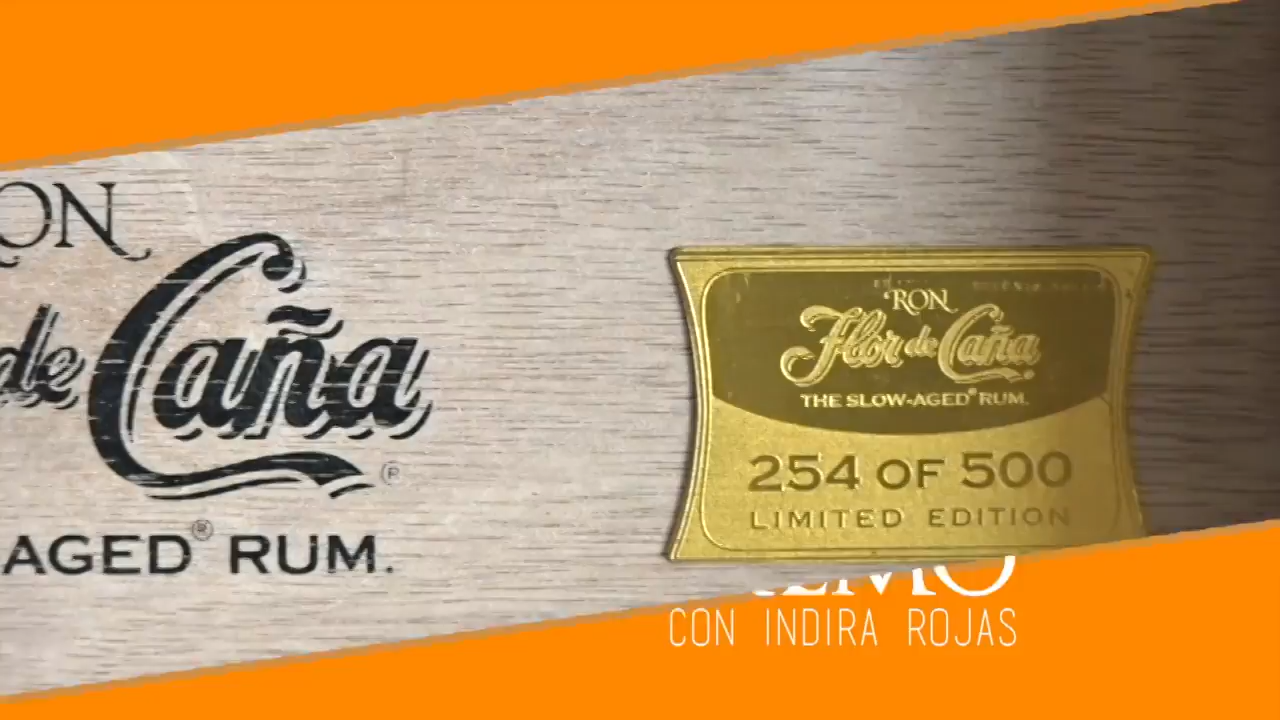 RON
de Caña
®
AGED® RUM.
RON
Flor de Caña
THE SLOW-AGED® RUM.
254 OF 500
LIMITED EDITION
CON INDIRA ROJAS